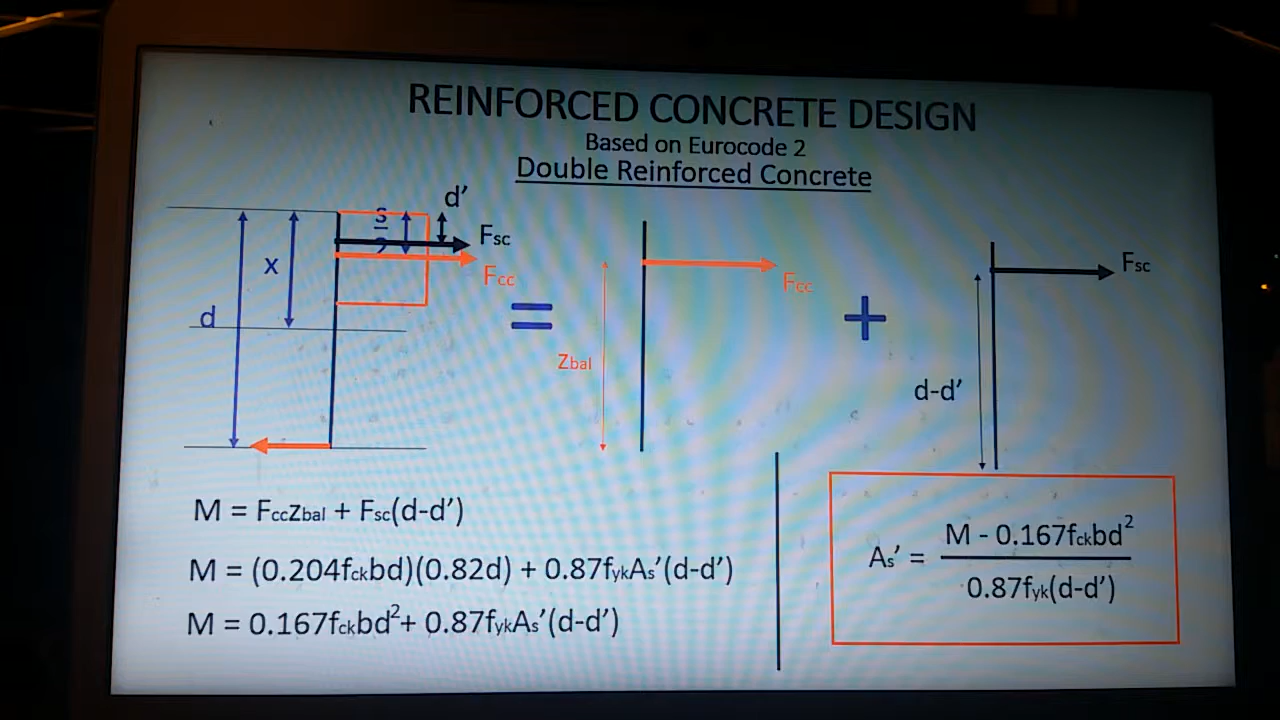 REINFORCED CONCRETE DESIGN
Based on Eurocode 2
Double Reinforced Concrete
d'
s
2
Fsc
x
Fcc
d
=
Zbal
Fcc
+
Fsc
d-d'
M = FccZbal + Fsc(d-d')
M = (0.204fckbd)(0.82d) + 0.87fykAs'(d-d')
M = 0.167fckbd²+ 0.87fykAs'(d-d')
As' = M - 0.167fckbd²
0.87fyk(d-d')